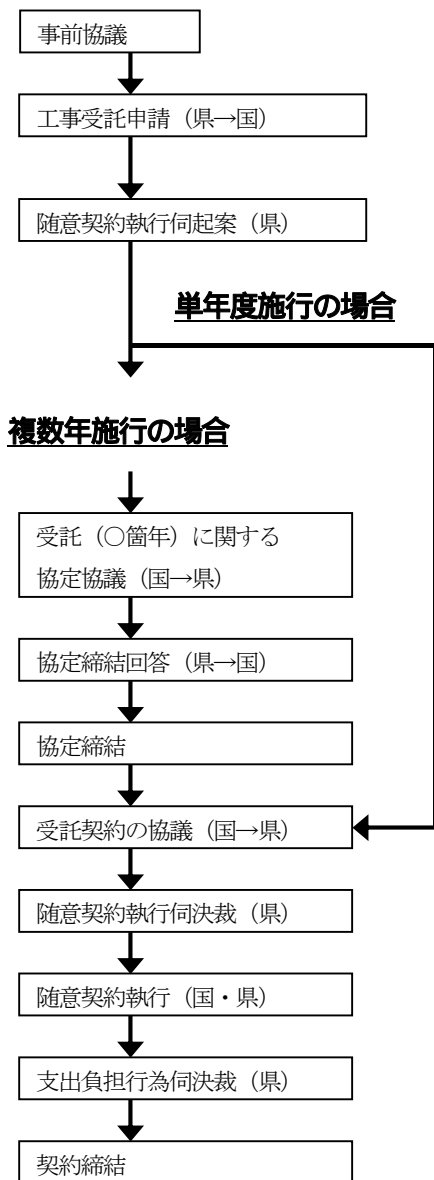 事前協議
工事受託申請（県→国）
随意契約執行伺起案（県）
単年度施行の場合
複数年施行の場合
受託（○箇年）に関する
協定協議（国→県）
協定締結回答（県→国）
協定締結
受託契約の協議（国→県）
随意契約執行伺決裁（県）
随意契約執行（国・県）
支出負担行為伺決裁（県）
契約締結